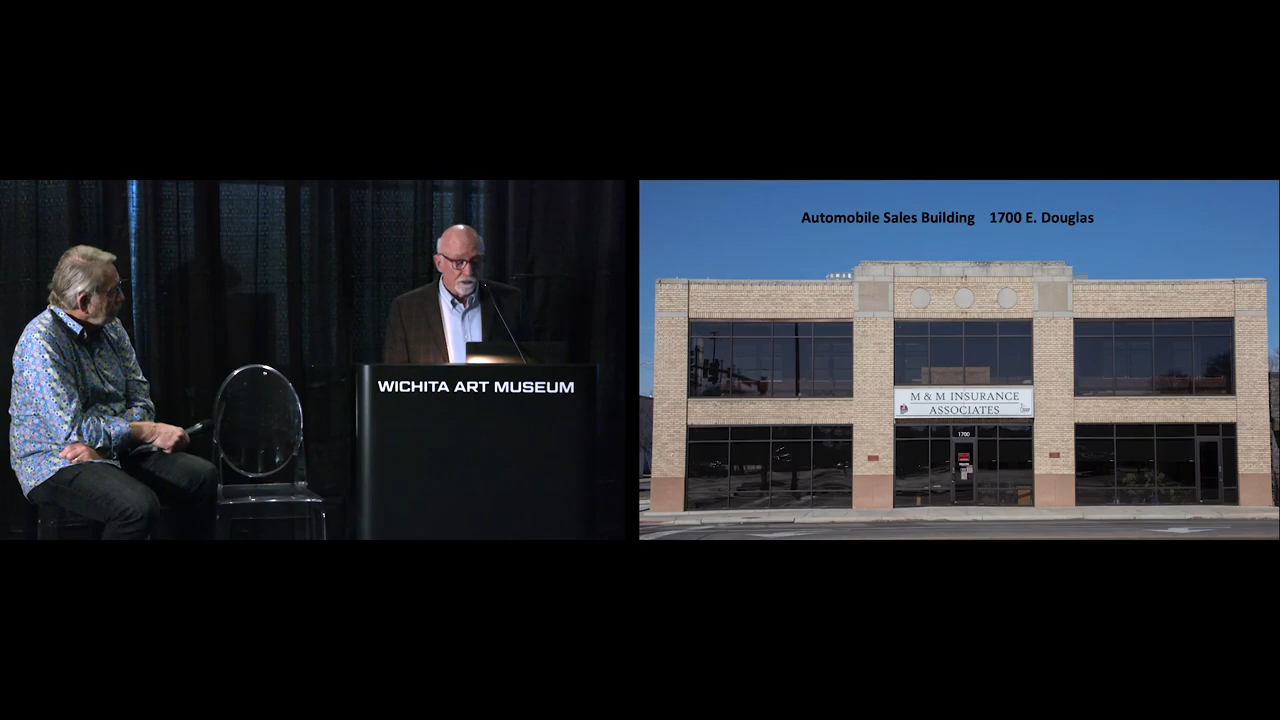 WICHITA ART MUSEUM
Automobile Sales Building 1700 E. Douglas
M & M INSURANCE
ASSOCIATES
1700